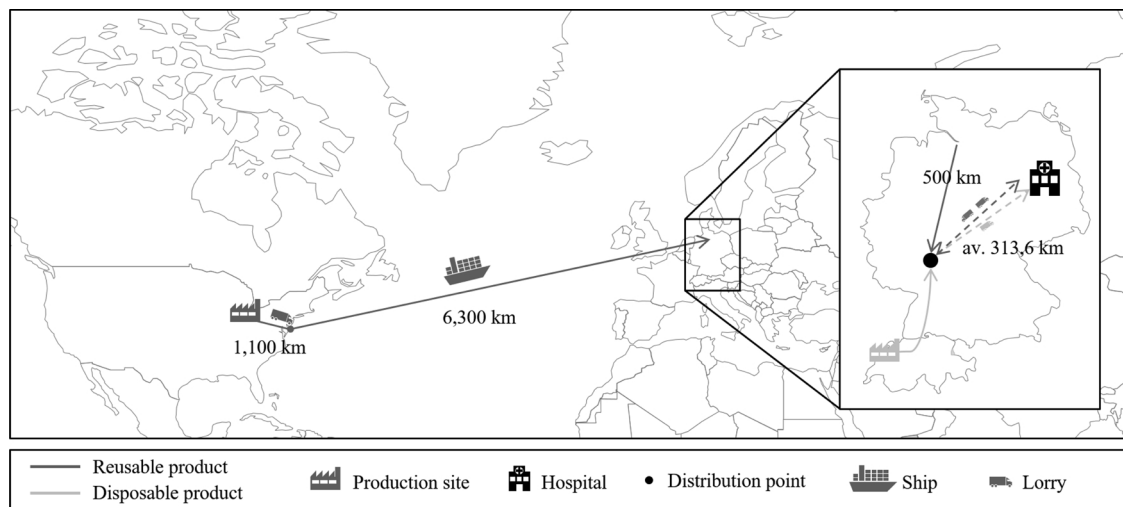 500 km
av. 313,6 km
6,300 km
1,100 km
Reusable product
Disposable product
Production site
Hospital
Distribution point
Ship
Lorry